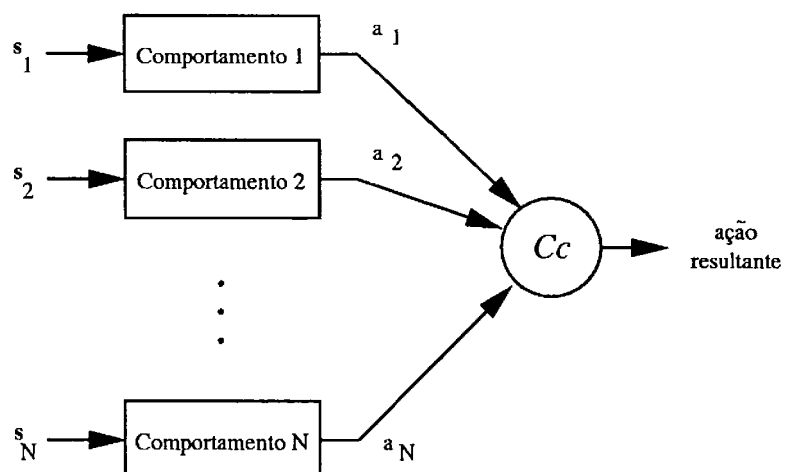 s1
Comportamento 1
a1
s2
Comportamento 2
a2
Cc
ação
resultante
sN
Comportamento N
aN